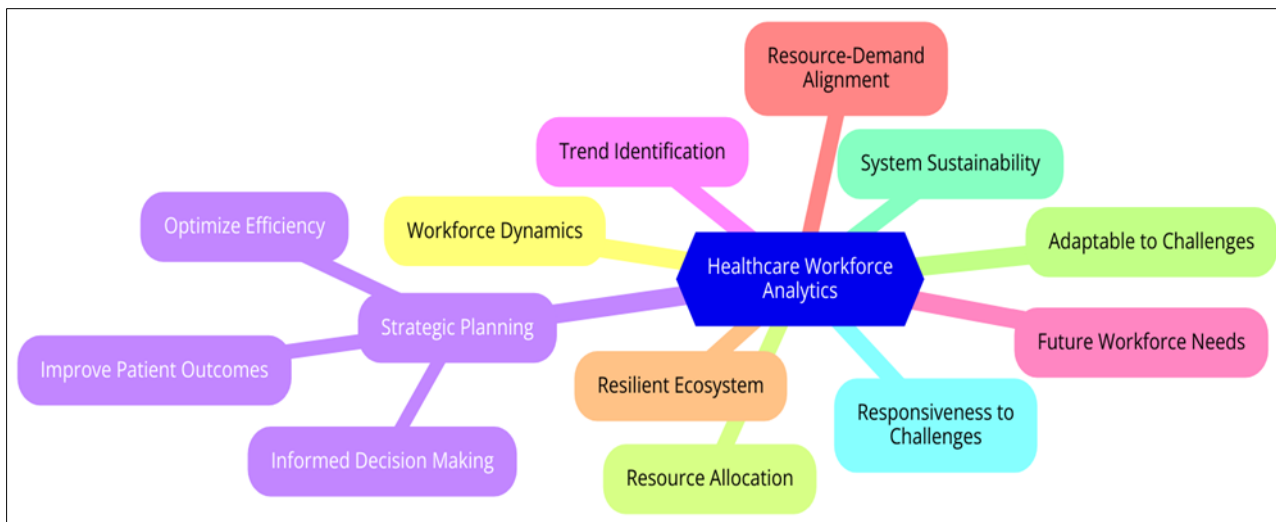 Resource-Demand
Alignment
Trend Identification
System Sustainability
Optimize Efficiency
Workforce Dynamics
Adaptable to Challenges
Healthcare Workforce
Analytics
Strategic Planning
Future Workforce Needs
Improve Patient Outcomes
Resilient Ecosystem
Responsiveness to
Challenges
Informed Decision Making
Resource Allocation